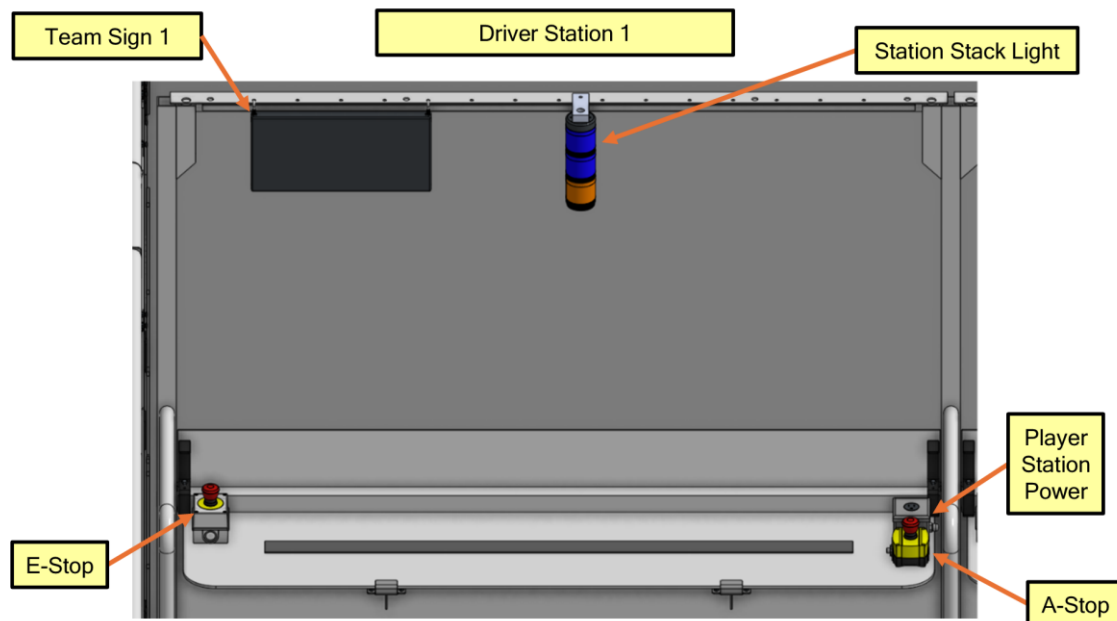 Team Sign 1
Driver Station 1
Station Stack Light
Player
Station
Power
E-Stop
A-Stop